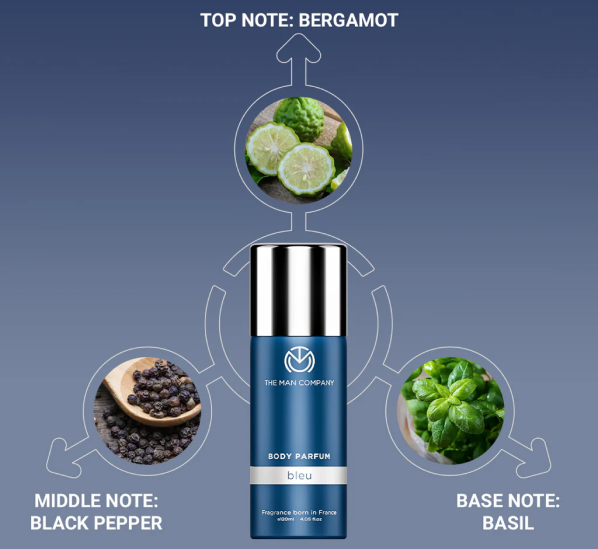 TOP NOTE: BERGAMOT
THE MAN COMPANY
BODY PARFUM
bleu
Fragrance born in France
e120ml 4.05 fl.oz
MIDDLE NOTE:
BLACK PEPPER
BASE NOTE:
BASIL